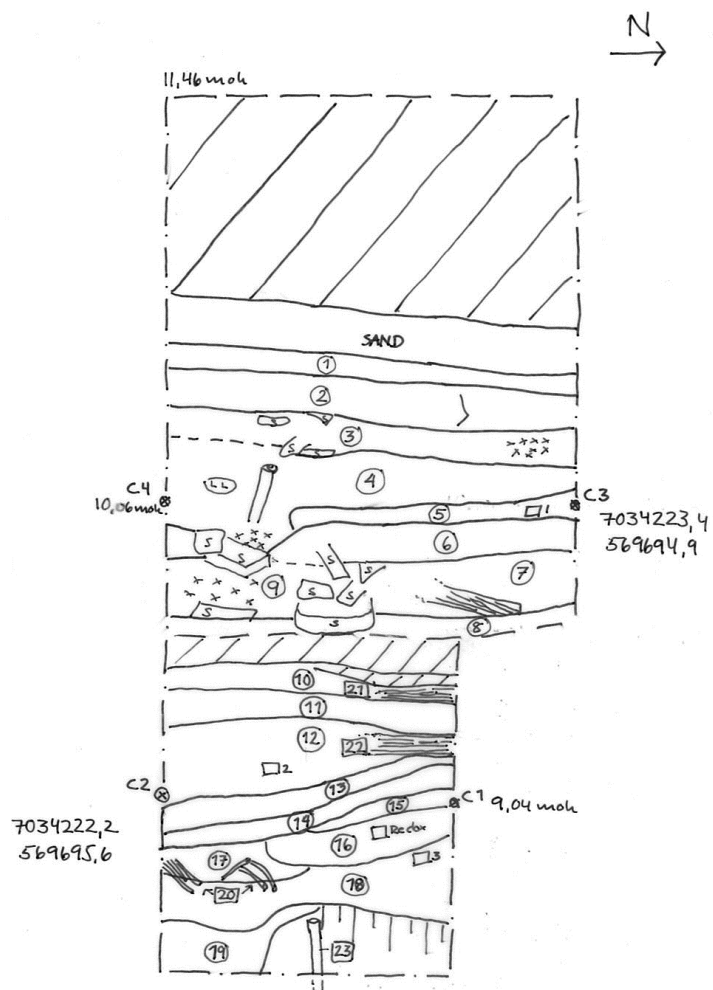 N
11,46 moh
SAND
1
2
S
S
3
S
S
x x x x
x x x
LL
4
C4
10,06 moh
C3
5
1
7034223,4
569694,9
S
6
S
S
S
7
9
S
S
S
S
8
10
21
11
12
22
2
C2
13
C1 9,04 moh
15
14
7034222,2
569695,6
16
Redox
17
3
20
18
19
23